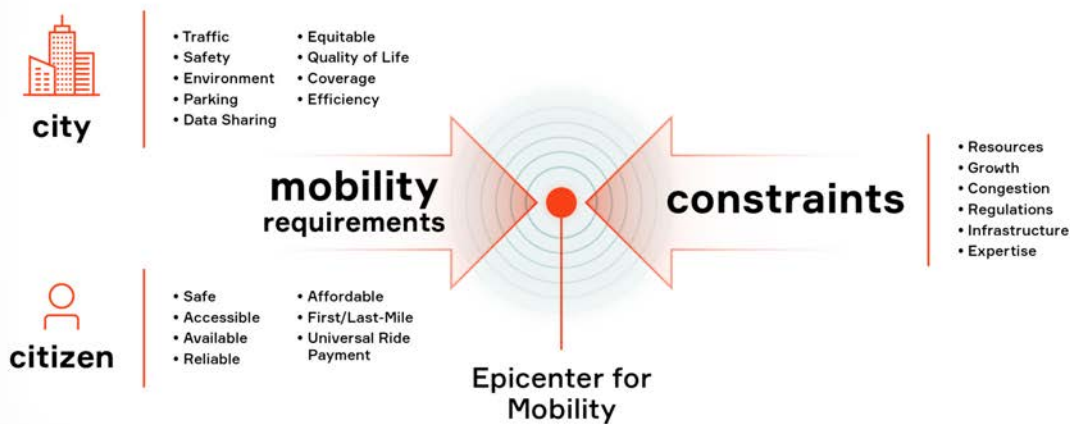 city
• Traffic
• Safety
• Environment
• Parking
• Data Sharing
• Equitable
• Quality of Life
• Coverage
• Efficiency
mobility
requirements
citizen
• Safe
• Accessible
• Available
• Reliable
• Affordable
• First/Last-Mile
• Universal Ride
Payment
Epicenter for
Mobility
constraints
• Resources
• Growth
• Congestion
• Regulations
• Infrastructure
• Expertise